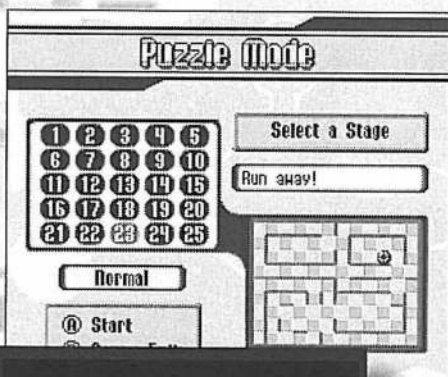 Puzzle Mode
1 2 3 4 5
6 7 8 9 10
11 12 13 14 15
16 17 18 19 20
21 22 23 24 25
Select a Stage
Run away!
Normal
A Start